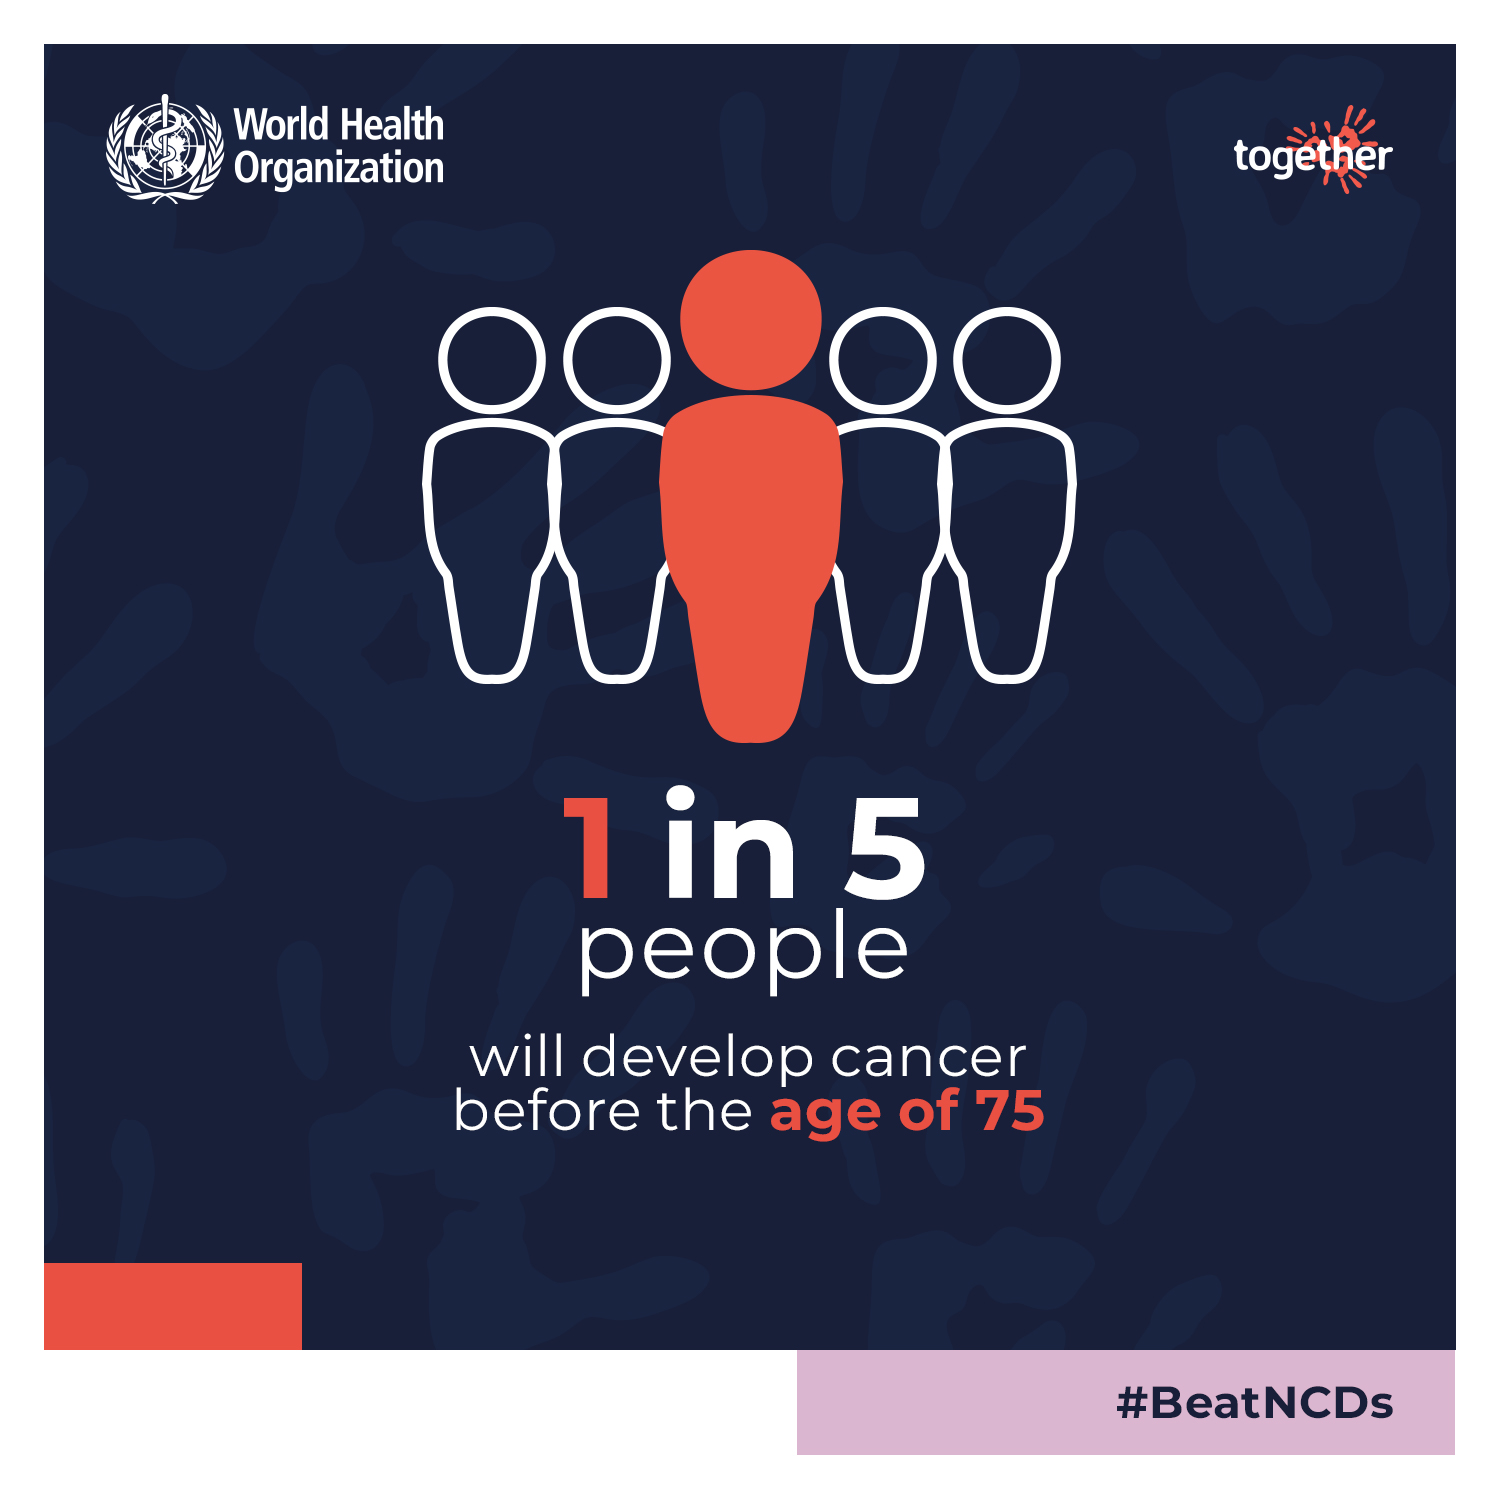 World Health
Organization
together
1 in 5
people
will develop cancer
before the age of 75
#BeatNCDs